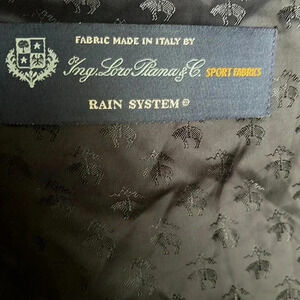 FABRIC MADE IN ITALY BY
Ing. Loro Piana & C. SPORT FABRICS
RAIN SYSTEM ®